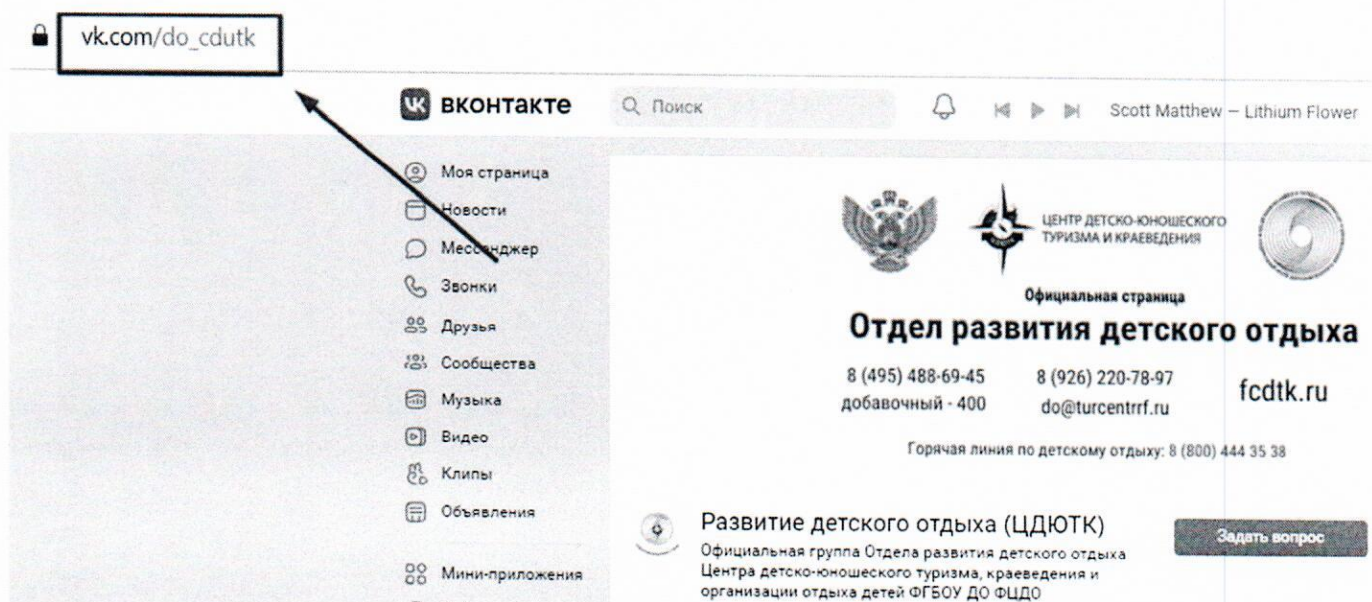 vk.com/do_cdutk
ВКОНТАКТЕ
Поиск
Scott Matthew – Lithium Flower
Моя страница
Новости
Мессенджер
Звонки
Друзья
Сообщества
Музыка
Видео
Клипы
Объявления
Мини-приложения
ЦЕНТР ДЕТСКО-ЮНОШЕСКОГО
ТУРИЗМА И КРАЕВЕДЕНИЯ
Официальная страница
Отдел развития детского отдыха
8 (495) 488-69-45
добавочный - 400
8 (926) 220-78-97
do@turcentrrf.ru
fcdtk.ru
Горячая линия по детскому отдыху: 8 (800) 444 35 38
Развитие детского отдыха (ЦДЮТК)
Официальная группа Отдела развития детского отдыха
Центра детско-юношеского туризма, краеведения и
организации отдыха детей ФГБОУ ДО ФЦДО
Задать вопрос